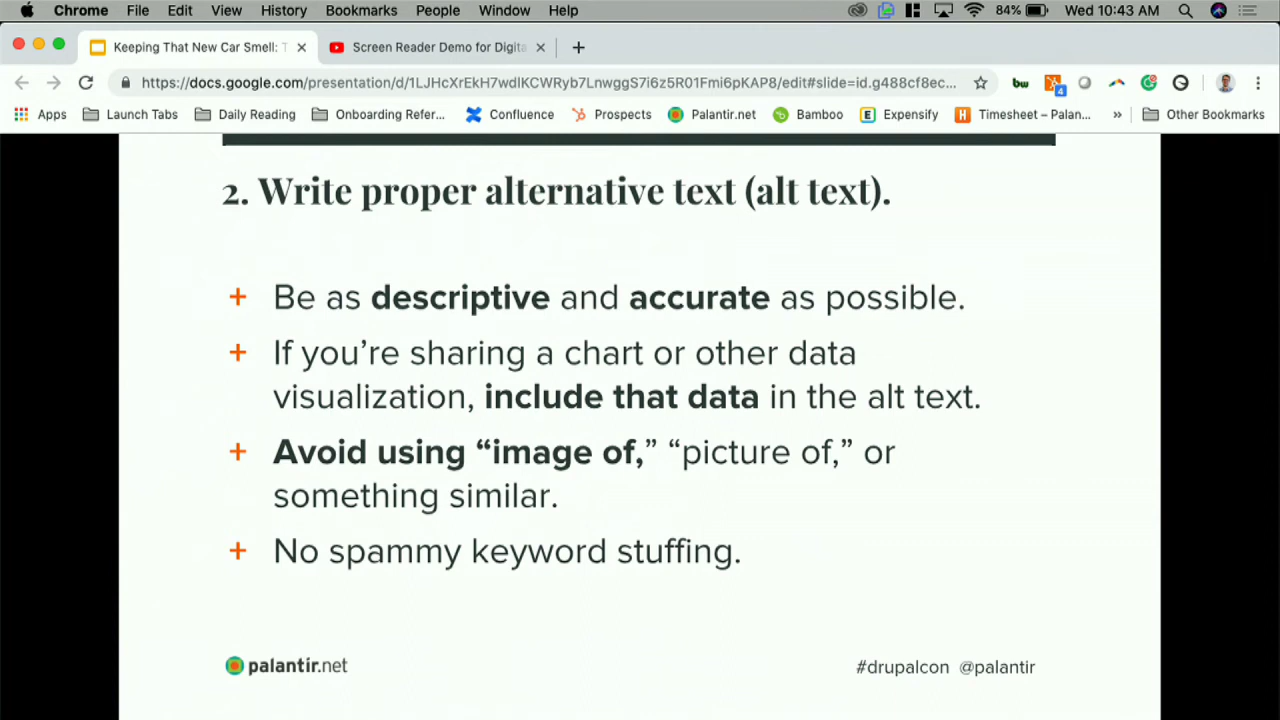 Chrome File Edit View History Bookmarks People Window Help 84% Wed 10:43 AM
Keeping That New Car Smell: T Screen Reader Demo for Digita
https://docs.google.com/presentation/d/1LJHcXrEkH7wdlKCWRyb7LnwggS7i6z5R01Fmi6pKAP8/edit#slide=id.g488cf8ec... bw 4
Apps Launch Tabs Daily Reading Onboarding Refer... Confluence Prospects Palantir.net Bamboo E Expensify H Timesheet – Palan... » Other Bookmarks
2. Write proper alternative text (alt text).
+ Be as descriptive and accurate as possible.
+ If you’re sharing a chart or other data
visualization, include that data in the alt text.
+ Avoid using “image of,” “picture of,” or
something similar.
+ No spammy keyword stuffing.
palantir.net #drupalcon @palantir